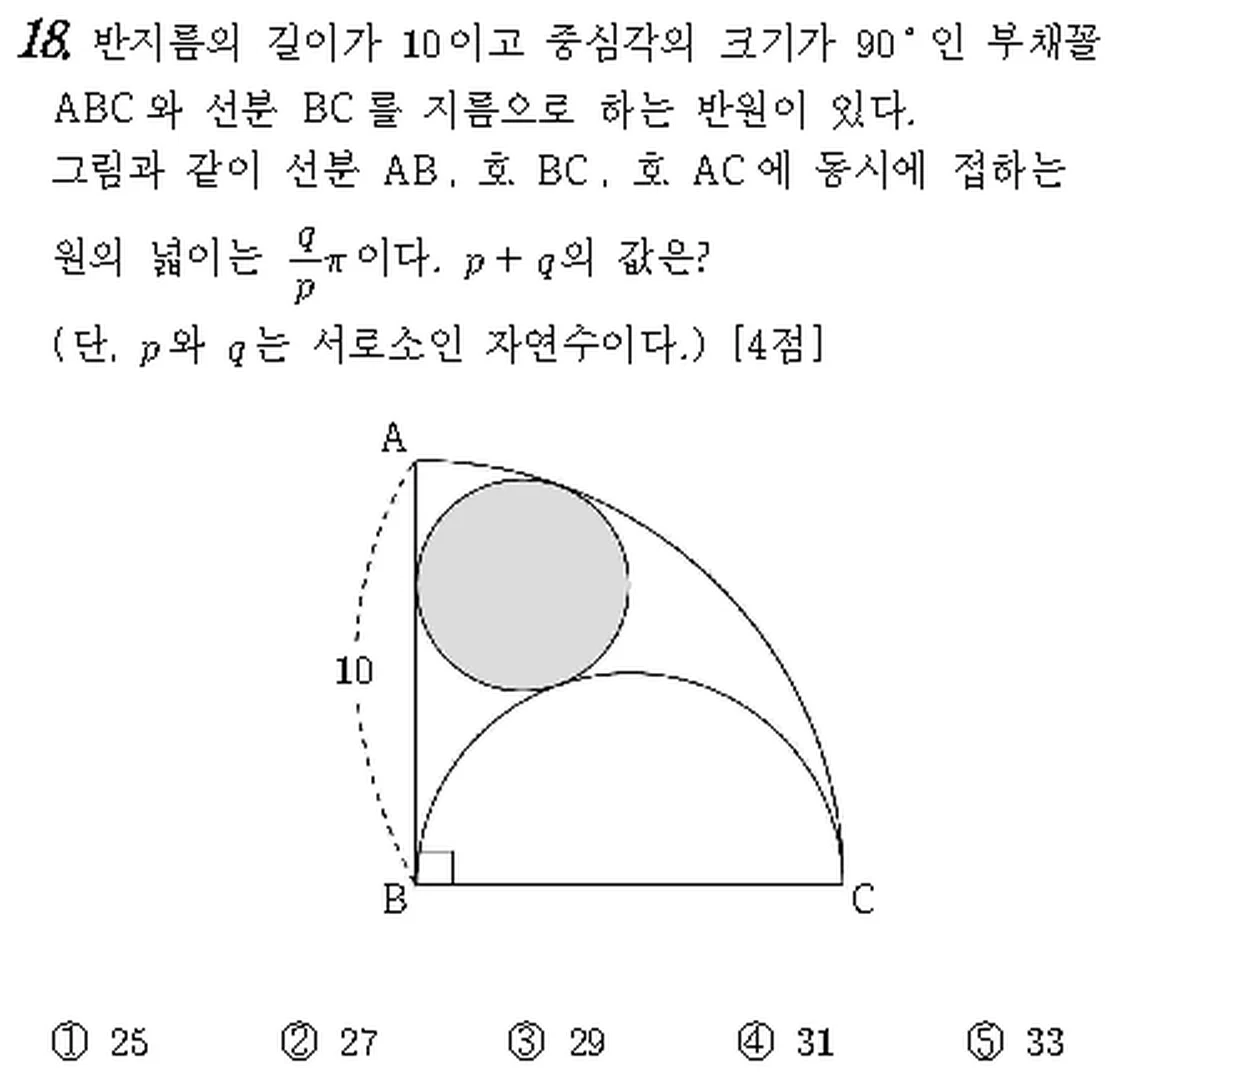 18. 반지름의 길이가 10이고 중심각의 크기가 90°인 부채꼴
ABC와 선분 BC를 지름으로 하는 반원이 있다.
그림과 같이 선분 AB, 호 BC, 호 AC에 동시에 접하는
원의 넓이는 q/p π이다. p+q의 값은?
(단, p와 q는 서로소인 자연수이다.) [4점]
A
10
B
C
① 25 ② 27 ③ 29 ④ 31 ⑤ 33